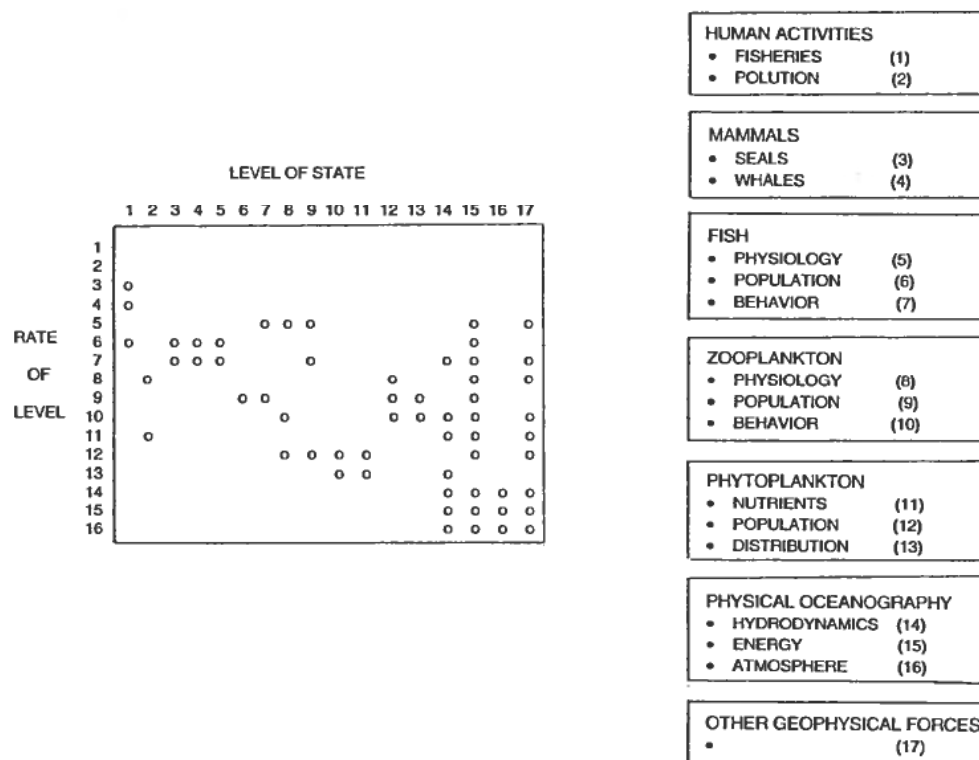 HUMAN ACTIVITIES
• FISHERIES (1)
• POLUTION (2)
MAMMALS
• SEALS (3)
• WHALES (4)
FISH
• PHYSIOLOGY (5)
• POPULATION (6)
• BEHAVIOR (7)
ZOOPLANKTON
• PHYSIOLOGY (8)
• POPULATION (9)
• BEHAVIOR (10)
PHYTOPLANKTON
• NUTRIENTS (11)
• POPULATION (12)
• DISTRIBUTION (13)
PHYSICAL OCEANOGRAPHY
• HYDRODYNAMICS (14)
• ENERGY (15)
• ATMOSPHERE (16)
OTHER GEOPHYSICAL FORCES
• (17)
LEVEL OF STATE
1 2 3 4 5 6 7 8 9 10 11 12 13 14 15 16 17
RATE
OF
LEVEL
1
2
3
4
5
6
7
8
9
10
11
12
13
14
15
16